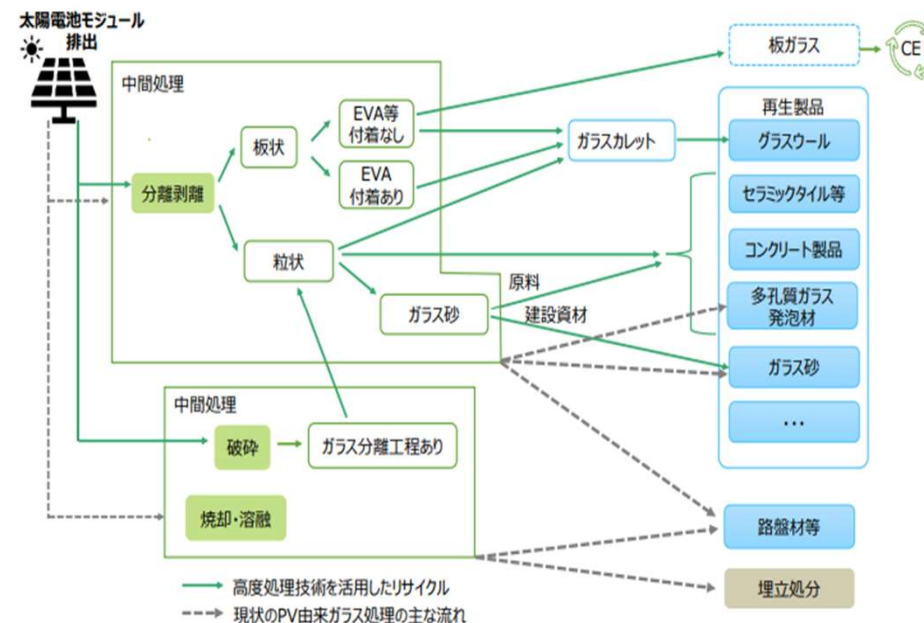 太陽電池モジュール
排出
中間処理
分離剥離
板状
EVA等
付着なし
EVA
付着あり
粒状
ガラス砂
ガラスカレット
原料
建設資材
板ガラス
CE
再生製品
グラスウール
セラミックタイル等
コンクリート製品
多孔質ガラス
発泡材
ガラス砂
…
中間処理
破砕
ガラス分離工程あり
焼却・溶融
路盤材等
埋立処分
高度処理技術を活用したリサイクル
現状のPV由来ガラス処理の主な流れ